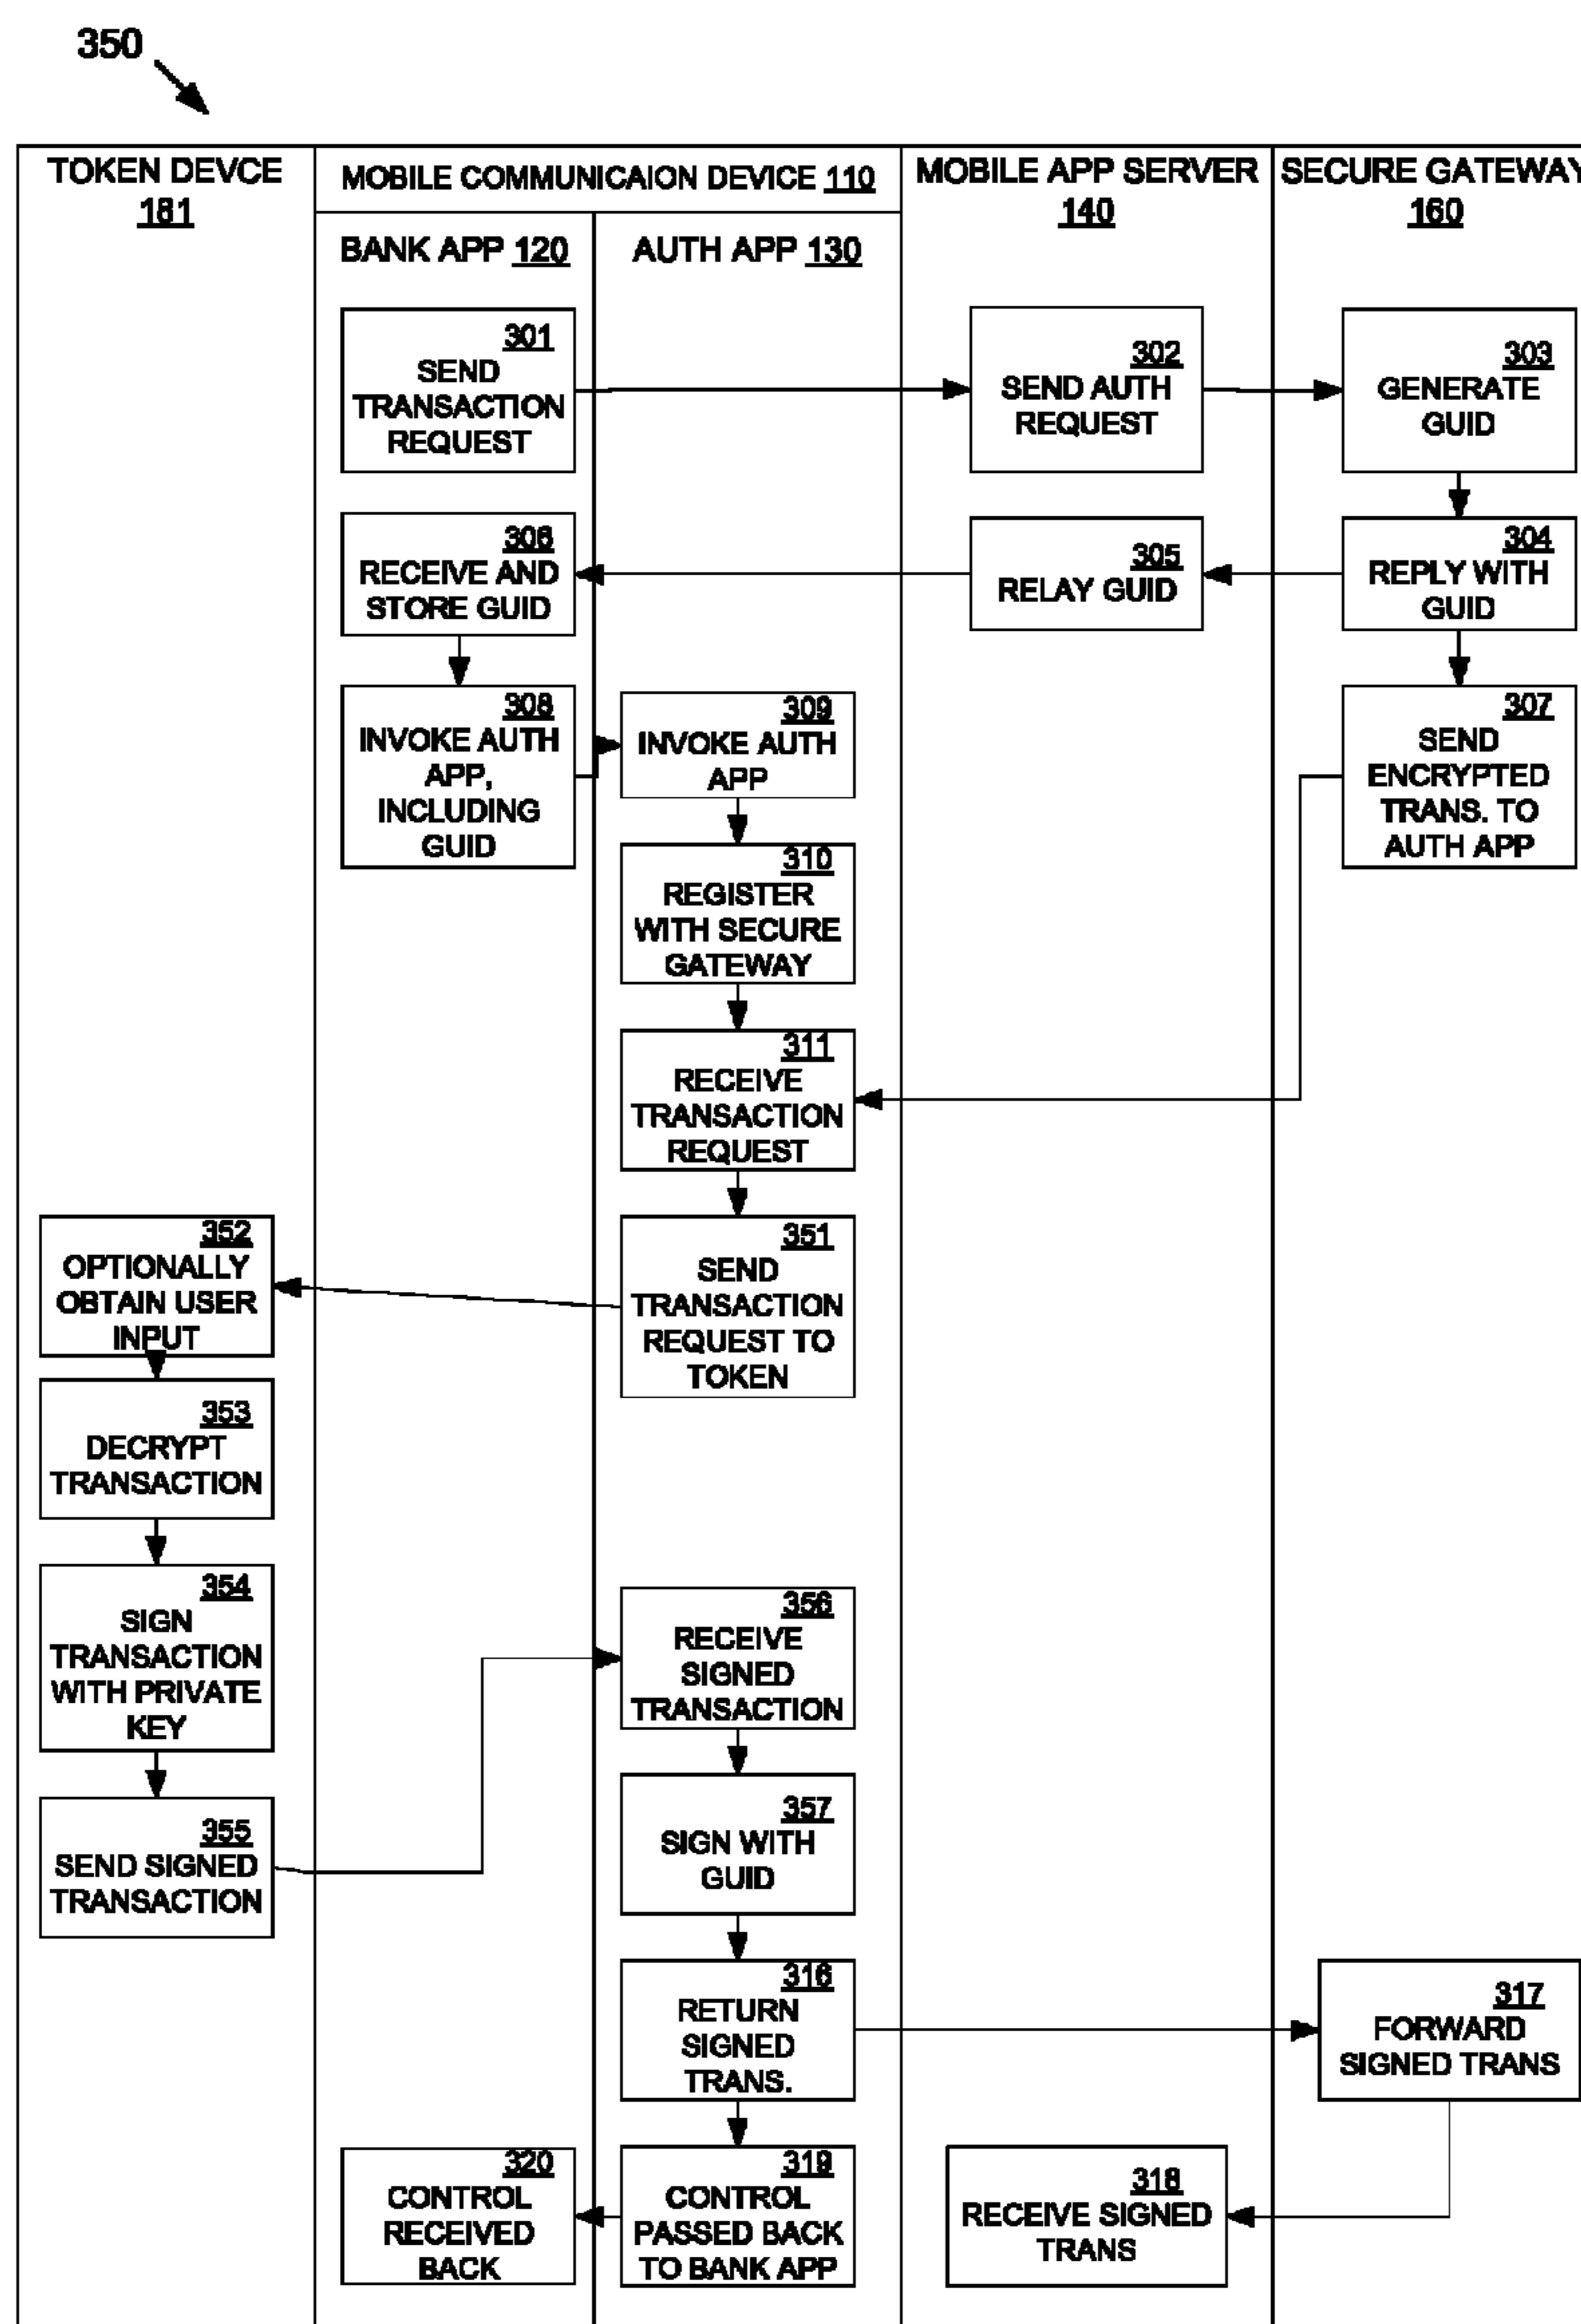 350
TOKEN DEVCE
181
MOBILE COMMUNICAION DEVICE 110
MOBILE APP SERVER
140
SECURE GATEWAY
160
BANK APP 120
AUTH APP 130
301
SEND
TRANSACTION
REQUEST
302
SEND AUTH
REQUEST
303
GENERATE
GUID
306
RECEIVE AND
STORE GUID
305
RELAY GUID
304
REPLY WITH
GUID
308
INVOKE AUTH
APP,
INCLUDING
GUID
309
INVOKE AUTH
APP
307
SEND
ENCRYPTED
TRANS. TO
AUTH APP
310
REGISTER
WITH SECURE
GATEWAY
311
RECEIVE
TRANSACTION
REQUEST
352
OPTIONALLY
OBTAIN USER
INPUT
351
SEND
TRANSACTION
REQUEST TO
TOKEN
353
DECRYPT
TRANSACTION
354
SIGN
TRANSACTION
WITH PRIVATE
KEY
356
RECEIVE
SIGNED
TRANSACTION
355
SEND SIGNED
TRANSACTION
357
SIGN WITH
GUID
316
RETURN
SIGNED
TRANS.
317
FORWARD
SIGNED TRANS
320
CONTROL
RECEIVED
BACK
319
CONTROL
PASSED BACK
TO BANK APP
318
RECEIVE SIGNED
TRANS